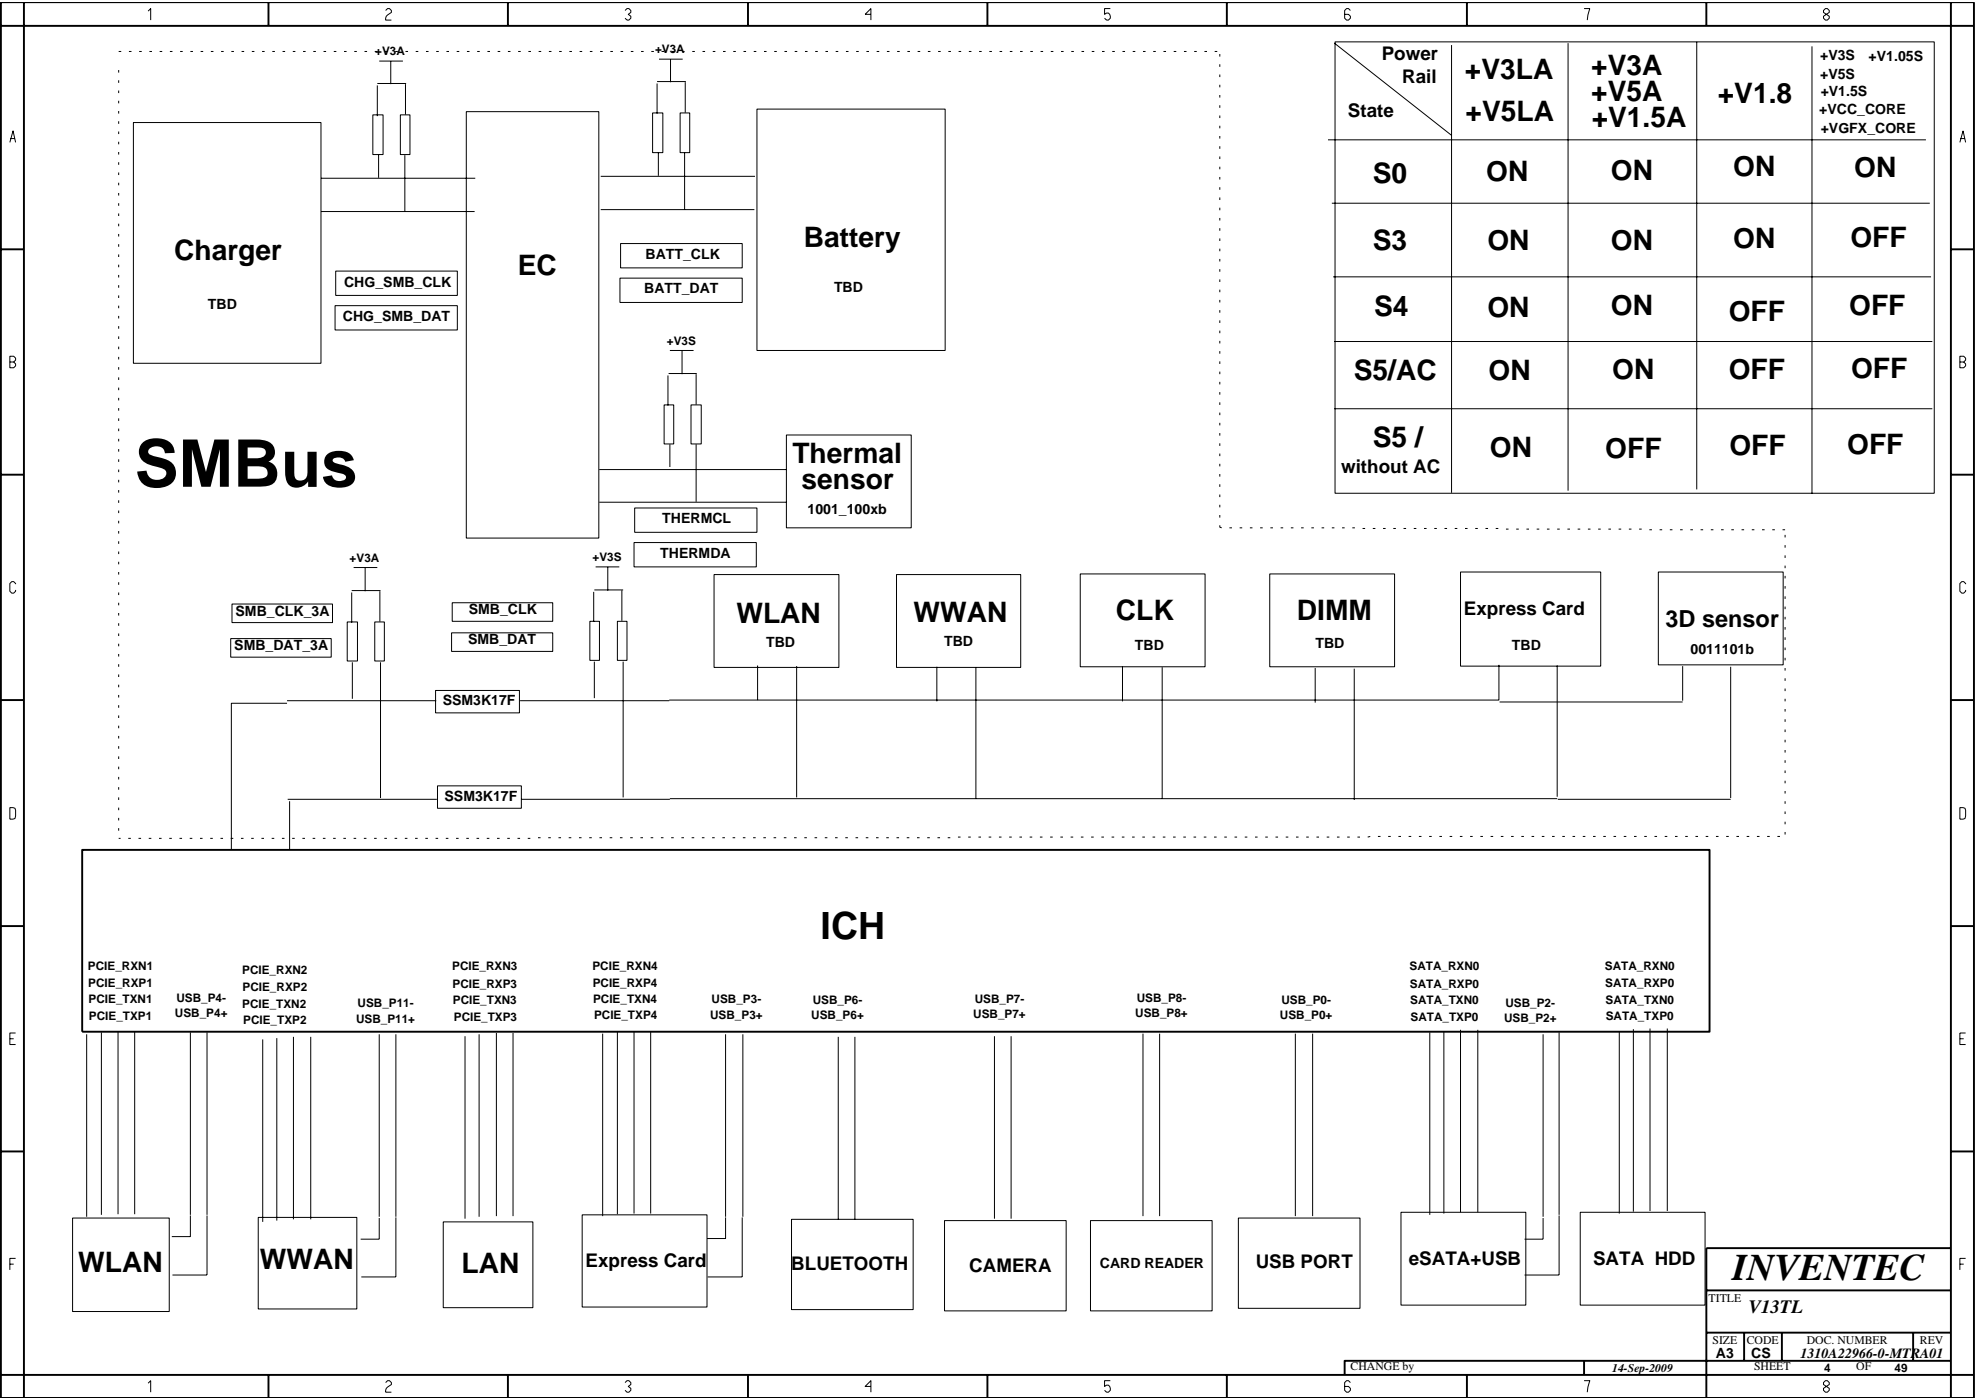 1 2 3 4 5 6 7 8
A
B
C
D
E
F
A
B
C
D
E
F
+V3A
+V3A
Charger
TBD
CHG_SMB_CLK
CHG_SMB_DAT
EC
BATT_CLK
BATT_DAT
Battery
TBD
+V3S
SMBus
Thermal
sensor
1001_100xb
THERMCL
THERMDA
Power
Rail
State
+V3LA
+V5LA
+V3A
+V5A
+V1.5A
+V1.8
+V3S +V1.05S
+V5S
+V1.5S
+VCC_CORE
+VGFX_CORE
S0 ON ON ON ON
S3 ON ON ON OFF
S4 ON ON OFF OFF
S5/AC ON ON OFF OFF
S5 /
without AC
ON OFF OFF OFF
+V3A
+V3S
SMB_CLK_3A
SMB_DAT_3A
SMB_CLK
SMB_DAT
WLAN
TBD
WWAN
TBD
CLK
TBD
DIMM
TBD
Express Card
TBD
3D sensor
0011101b
SSM3K17F
SSM3K17F
ICH
PCIE_RXN1
PCIE_RXP1
PCIE_TXN1
PCIE_TXP1
USB_P4-
USB_P4+
PCIE_RXN2
PCIE_RXP2
PCIE_TXN2
PCIE_TXP2
USB_P11-
USB_P11+
PCIE_RXN3
PCIE_RXP3
PCIE_TXN3
PCIE_TXP3
PCIE_RXN4
PCIE_RXP4
PCIE_TXN4
PCIE_TXP4
USB_P3-
USB_P3+
USB_P6-
USB_P6+
USB_P7-
USB_P7+
USB_P8-
USB_P8+
USB_P0-
USB_P0+
SATA_RXN0
SATA_RXP0
SATA_TXN0
SATA_TXP0
USB_P2-
USB_P2+
SATA_RXN0
SATA_RXP0
SATA_TXN0
SATA_TXP0
WLAN
WWAN
LAN
Express Card
BLUETOOTH
CAMERA
CARD READER
USB PORT
eSATA+USB
SATA HDD
INVENTEC
TITLE V13TL
SIZE CODE DOC. NUMBER REV
A3 CS 1310A22966-0-MTRA01
CHANGE by 14-Sep-2009 SHEET 4 OF 49
1 2 3 4 5 6 7 8